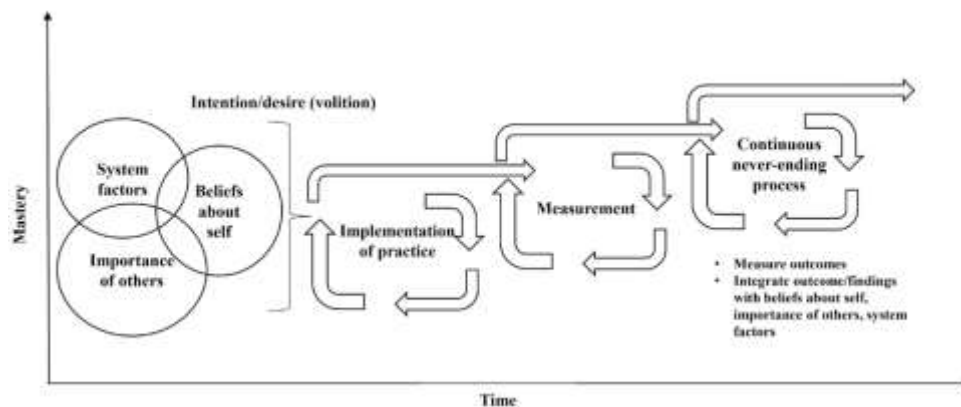 Intention/desire (volition)
System
factors
Beliefs
about
self
Importance
of others
Implementation
of practice
Measurement
Continuous
never-ending
process
• Measure outcomes
• Integrate outcome/findings
with beliefs about self,
importance of others, system
factors
Mastery
Time